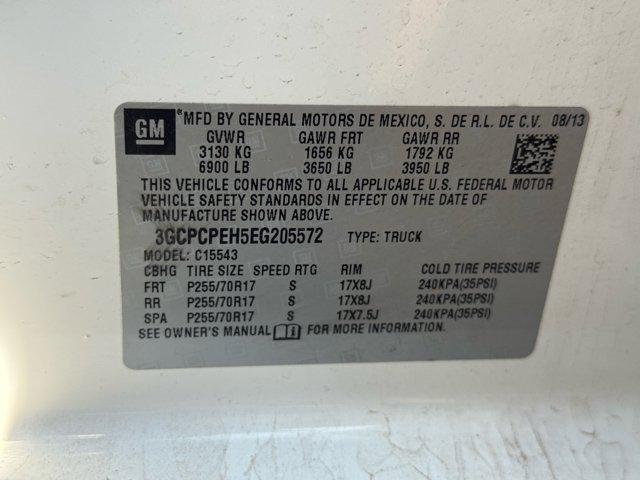 GM *MFD BY GENERAL MOTORS DE MEXICO, S. DE R.L. DE C.V. 08/13
GVWR GAWR FRT GAWR RR
3130 KG 1656 KG 1792 KG
6900 LB 3650 LB 3950 LB
THIS VEHICLE CONFORMS TO ALL APPLICABLE U.S. FEDERAL MOTOR
VEHICLE SAFETY STANDARDS IN EFFECT ON THE DATE OF
MANUFACTURE SHOWN ABOVE.
3GCPCPEH5EG205572 TYPE: TRUCK
MODEL: C15543
CBHG TIRE SIZE SPEED RTG RIM COLD TIRE PRESSURE
FRT P255/70R17 S 17X8J 240KPA(35PSI)
RR P255/70R17 S 17X8J 240KPA(35PSI)
SPA P255/70R17 S 17X7.5J 240KPA(35PSI)
SEE OWNER'S MANUAL FOR MORE INFORMATION.